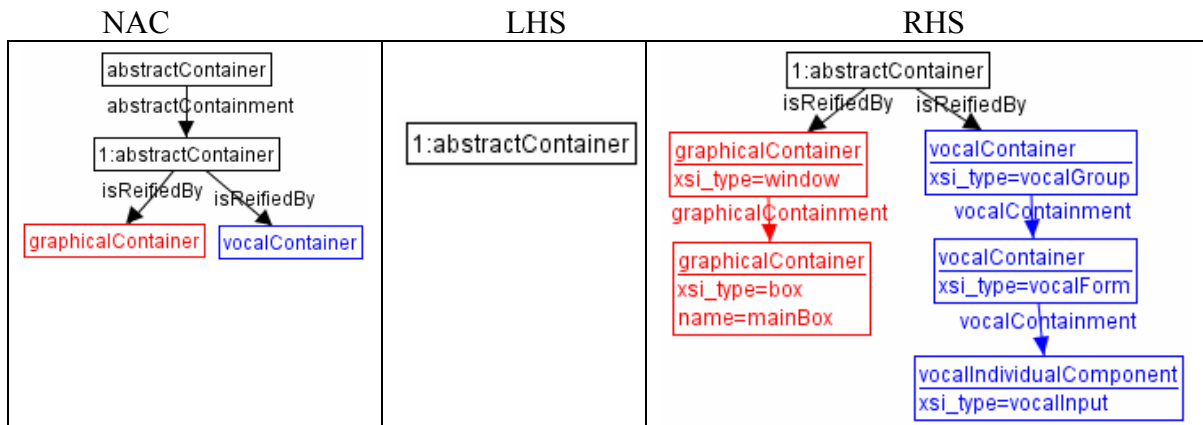 NAC LHS RHS
abstractContainer
abstractContainment
1:abstractContainer
isReifiedBy isReifiedBy
graphicalContainer vocalContainer
1:abstractContainer
1:abstractContainer
isReifiedBy isReifiedBy
graphicalContainer
xsi_type=window
graphicalContainment
graphicalContainer
xsi_type=box
name=mainBox
vocalContainer
xsi_type=vocalGroup
vocalContainment
vocalContainer
xsi_type=vocalForm
vocalContainment
vocalIndividualComponent
xsi_type=vocalInput